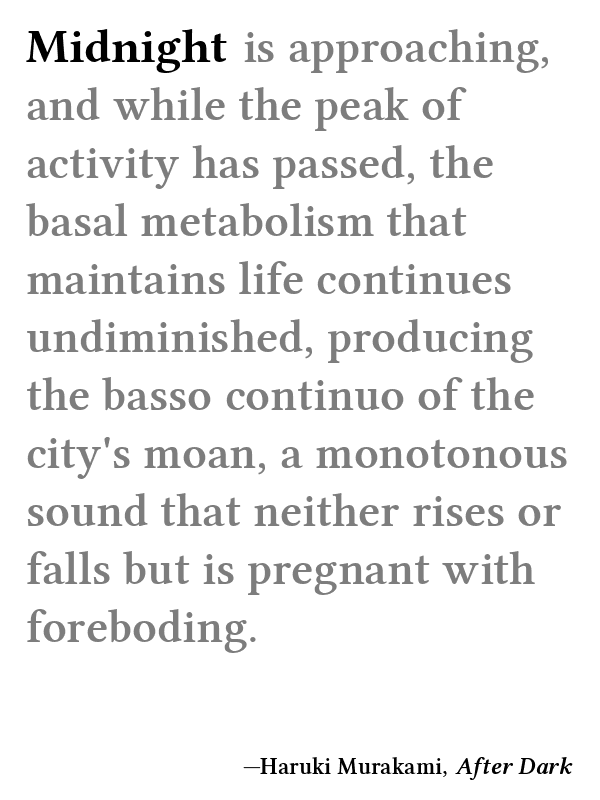 Midnight is approaching,
and while the peak of
activity has passed, the
basal metabolism that
maintains life continues
undiminished, producing
the basso continuo of the
city's moan, a monotonous
sound that neither rises or
falls but is pregnant with
foreboding.
—Haruki Murakami, After Dark